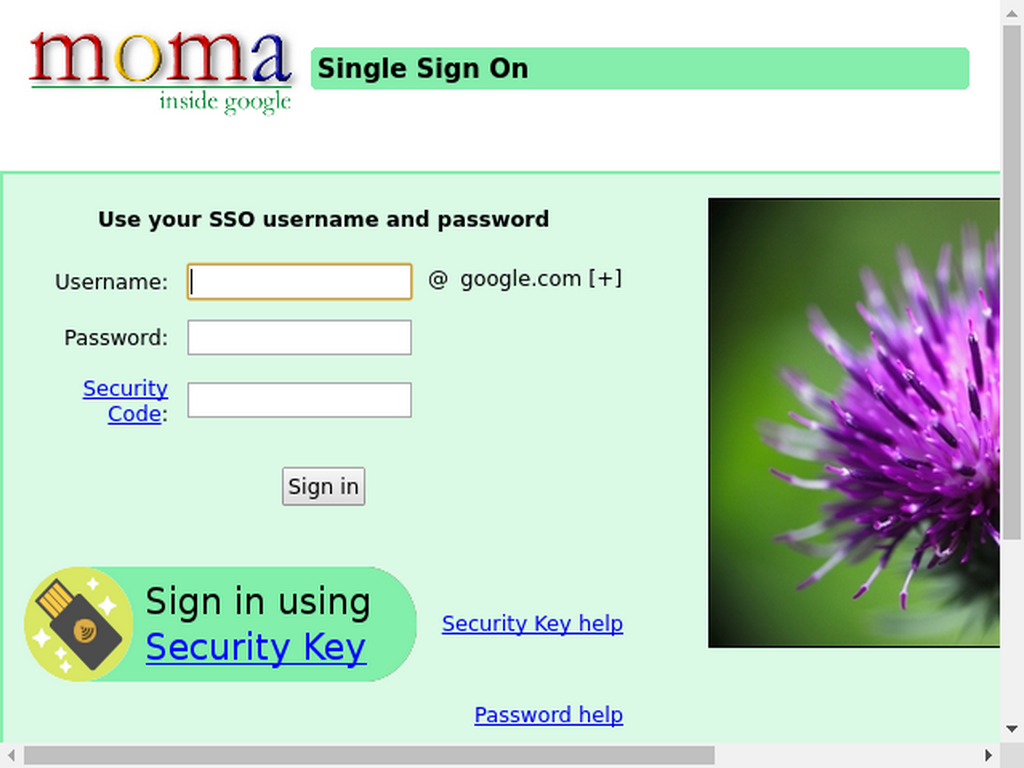 moma
inside google
Single Sign On
Use your SSO username and password
Username:
@ google.com [+]
Password:
Security
Code:
Sign in
Sign in using
Security Key
Security Key help
Password help